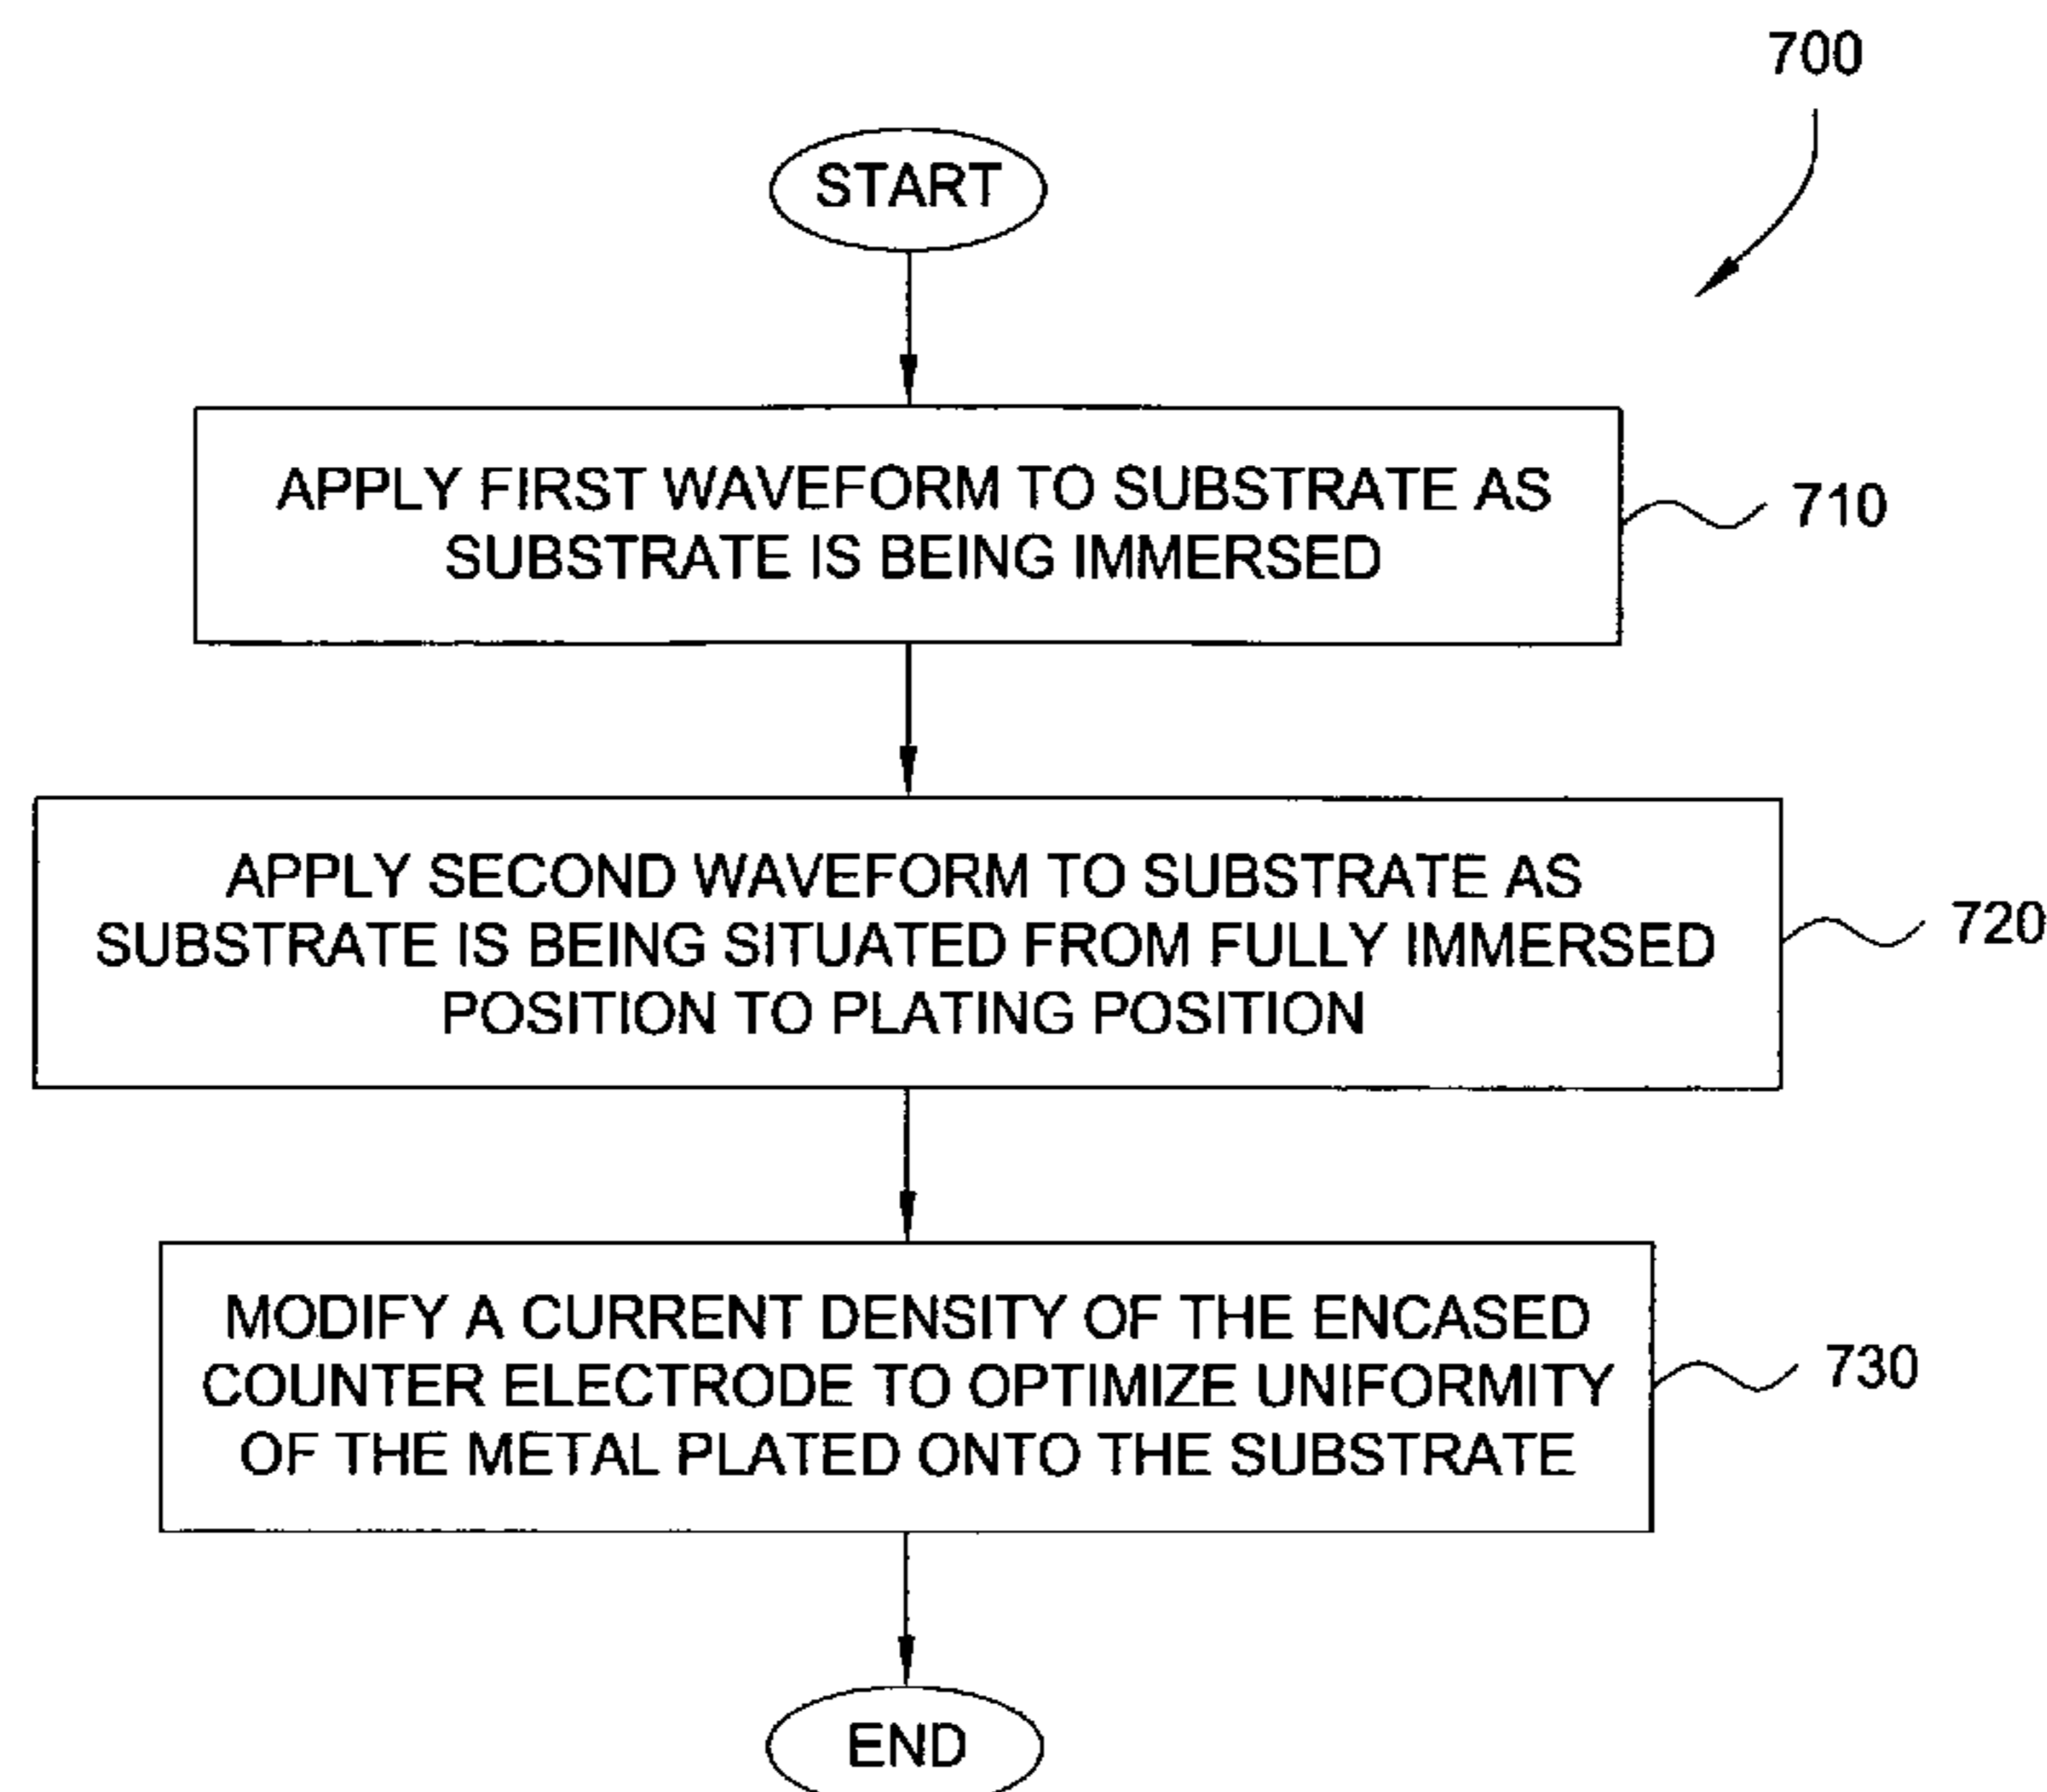 700
START
APPLY FIRST WAVEFORM TO SUBSTRATE AS
SUBSTRATE IS BEING IMMERSED
710
APPLY SECOND WAVEFORM TO SUBSTRATE AS
SUBSTRATE IS BEING SITUATED FROM FULLY IMMERSED
POSITION TO PLATING POSITION
720
MODIFY A CURRENT DENSITY OF THE ENCASED
COUNTER ELECTRODE TO OPTIMIZE UNIFORMITY
OF THE METAL PLATED ONTO THE SUBSTRATE
730
END